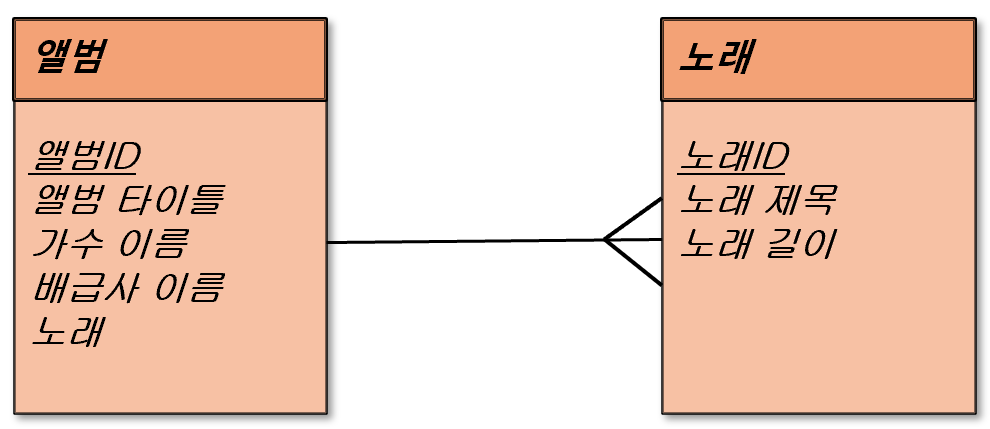 앨범
앨범ID
앨범 타이틀
가수 이름
배급사 이름
노래
노래
노래ID
노래 제목
노래 길이